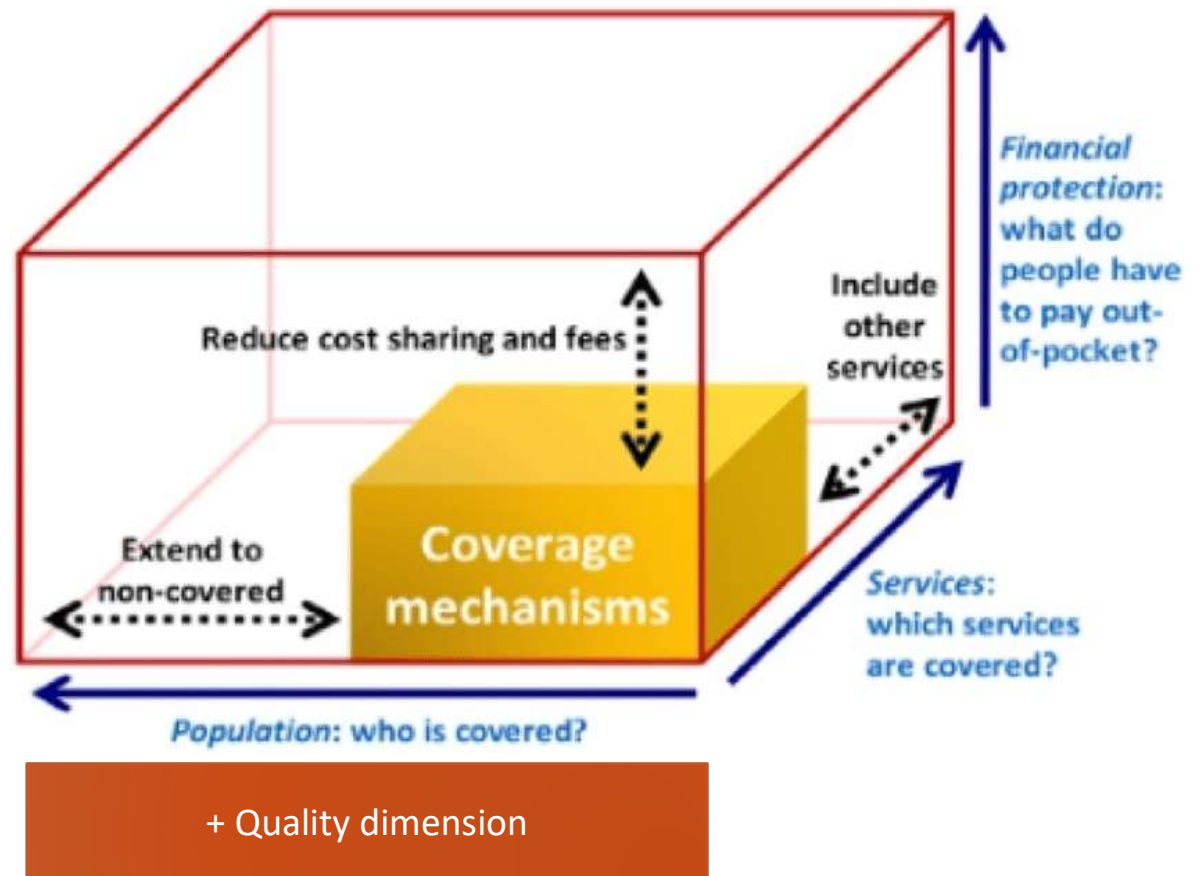 Financial
protection:
what do
people have
to pay out-
of-pocket?
Include
other
services
Reduce cost sharing and fees
Extend to
non-covered
Coverage
mechanisms
Services:
which services
are covered?
Population: who is covered?
+ Quality dimension